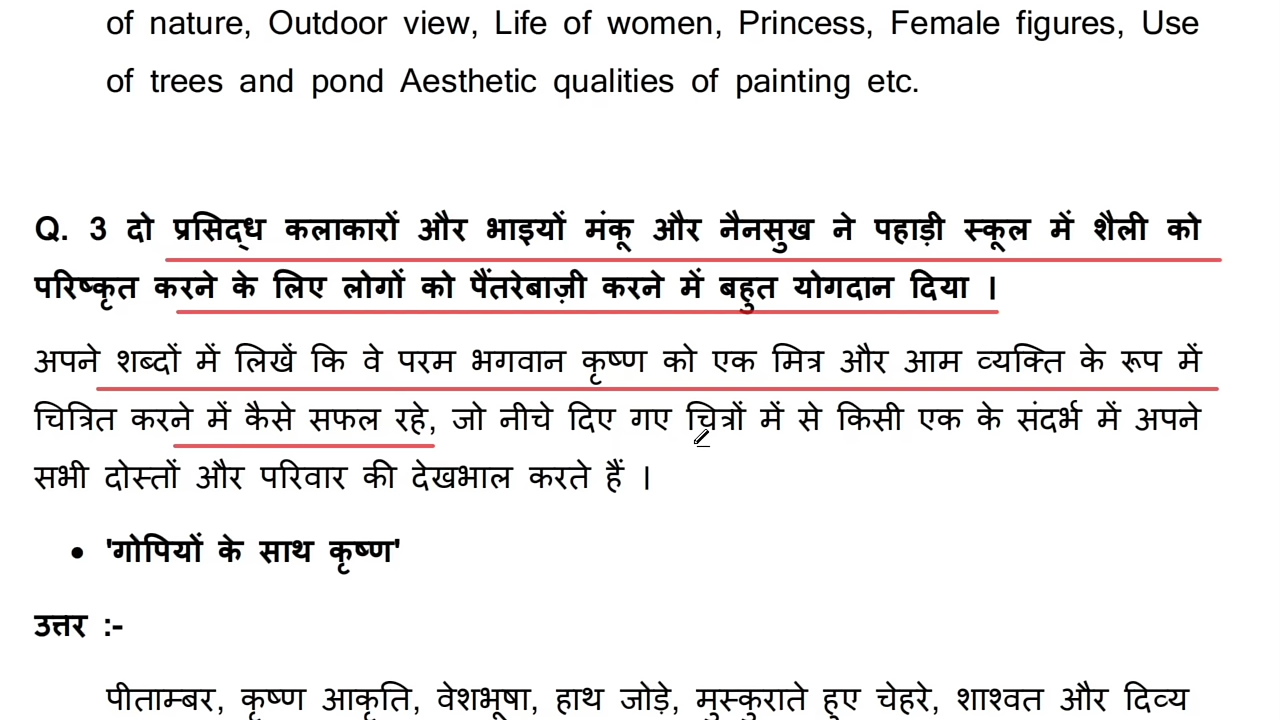 of nature, Outdoor view, Life of women, Princess, Female figures, Use
of trees and pond Aesthetic qualities of painting etc.
Q. 3 दो प्रसिद्ध कलाकारों और भाइयों मंकू और नैनसुख ने पहाड़ी स्कूल में शैली को
परिष्कृत करने के लिए लोगों को पैंतरेबाज़ी करने में बहुत योगदान दिया ।
अपने शब्दों में लिखें कि वे परम भगवान कृष्ण को एक मित्र और आम व्यक्ति के रूप में
चित्रित करने में कैसे सफल रहे, जो नीचे दिए गए चित्रों में से किसी एक के संदर्भ में अपने
सभी दोस्तों और परिवार की देखभाल करते हैं ।
• 'गोपियों के साथ कृष्ण'
उत्तर :-
पीताम्बर, कृष्ण आकृति, वेशभूषा, हाथ जोड़े, मुस्कुराते हुए चेहरे, शाश्वत और दिव्य